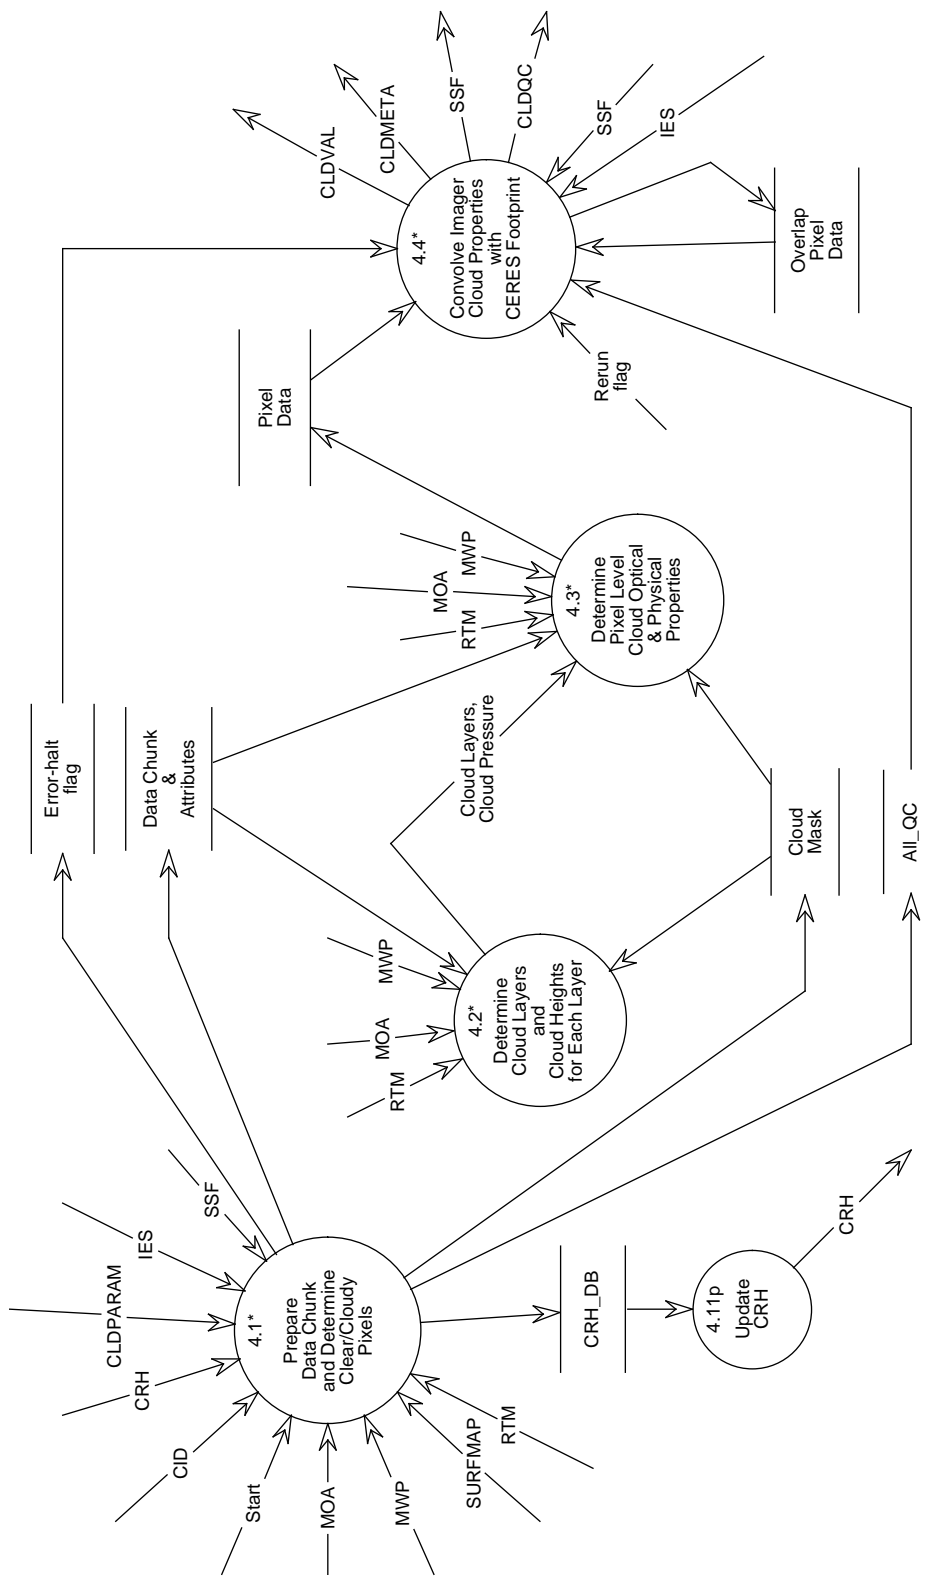 CID
CRH
CLDPARAM
IES
SSF
Start
MOA
MWP
SURFMAP
RTM
4.1*
Prepare
Data Chunk
and Determine
Clear/Cloudy
Pixels
CRH_DB
4.11p
Update
CRH
CRH
Error-halt
flag
Data Chunk
&
Attributes
RTM
MOA
MWP
4.2*
Determine
Cloud Layers
and
Cloud Heights
for Each Layer
Cloud Layers,
Cloud Pressure
Cloud
Mask
All_QC
RTM
MOA
MWP
4.3*
Determine
Pixel Level
Cloud Optical
& Physical
Properties
Pixel
Data
Rerun
flag
4.4*
Convolve Imager
Cloud Properties
with
CERES Footprint
CLDVAL
CLDMETA
SSF
CLDQC
SSF
IES
Overlap
Pixel
Data